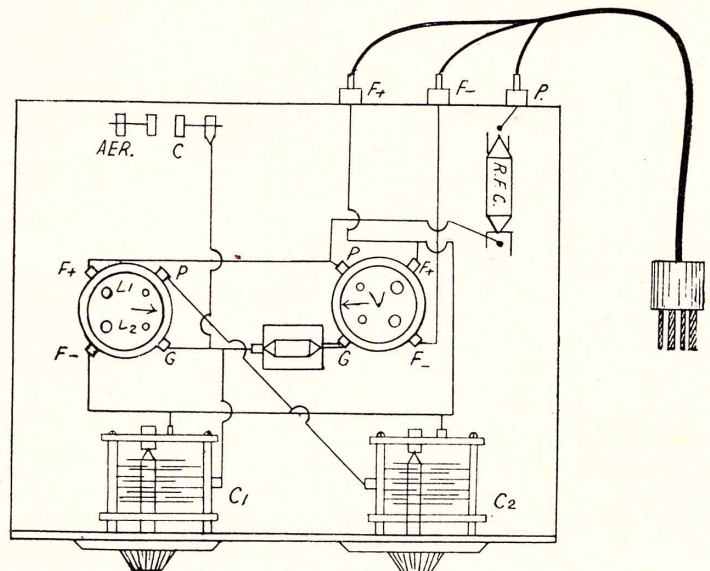 F+
F-
P.
AER.
C
R.F.C.
F+
P
P
F+
L1
L2
V
F-
G
G
F-
C1
C2